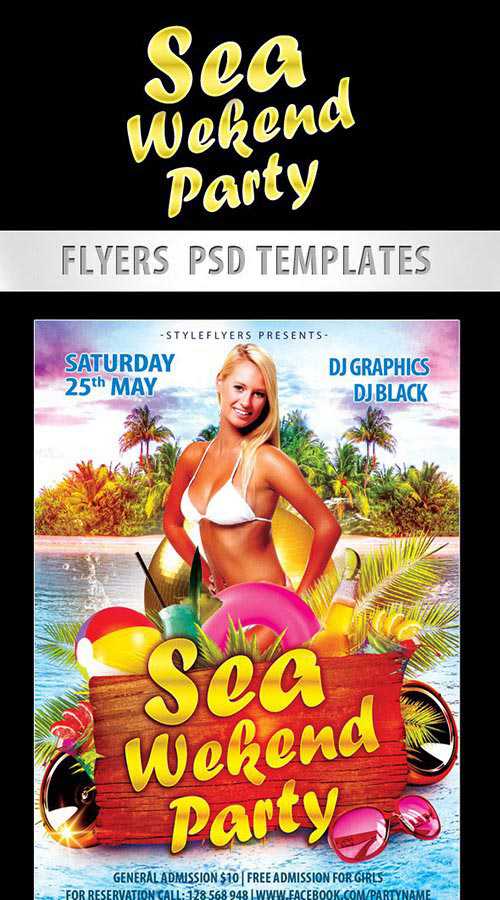 Sea
Wekend
Party
FLYERS PSD TEMPLATES
-STYLEFLYERS PRESENTS-
SATURDAY
25th MAY
DJ GRAPHICS
DJ BLACK
Sea
Wekend
Party
GENERAL ADMISSION $10 | FREE ADMISSION FOR GIRLS
FOR RESERVATION CALL: 128 568 948 | WWW.FACEBOOK.COM/PARTYNAME